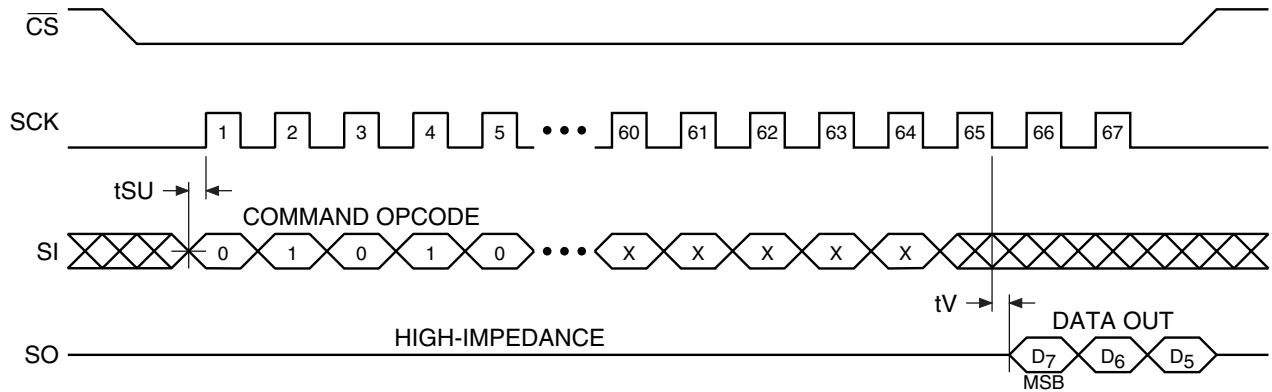 CS
SCK 1 2 3 4 5 ••• 60 61 62 63 64 65 66 67
tSU
COMMAND OPCODE
SI 0 1 0 1 0 ••• X X X X X
tV
HIGH-IMPEDANCE
DATA OUT
SO D7 D6 D5
MSB